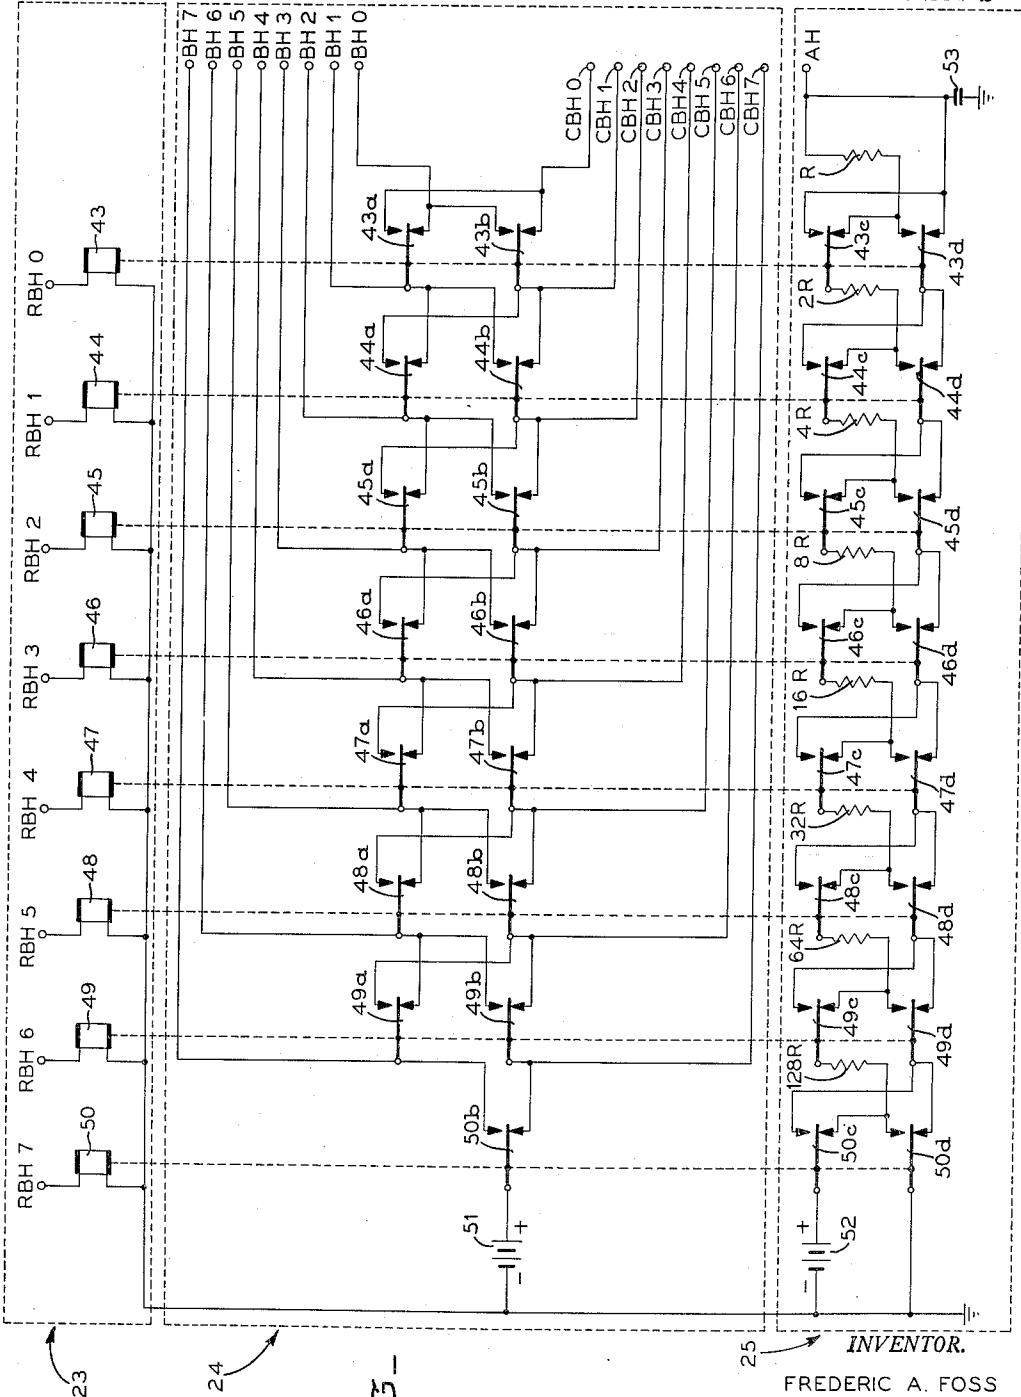 RBH 7
RBH 6
RBH 5
RBH 4
RBH 3
RBH 2
RBH 1
RBH 0
50
49
48
47
46
45
44
43
23
BH 7
BH 6
BH 5
BH 4
BH 3
BH 2
BH 1
BH 0
49a
48a
47a
46a
45a
44a
43a
50b
49b
48b
47b
46b
45b
44b
43b
51
+
−
CBH 0
CBH 1
CBH 2
CBH 3
CBH 4
CBH 5
CBH 6
CBH 7
24
128R
64R
32R
16R
8R
4R
2R
R
AH
50c
49c
48c
47c
46c
45c
44c
43c
50d
49d
48d
47d
46d
45d
44d
43d
52
+
−
53
25
INVENTOR.
FREDERIC A. FOSS